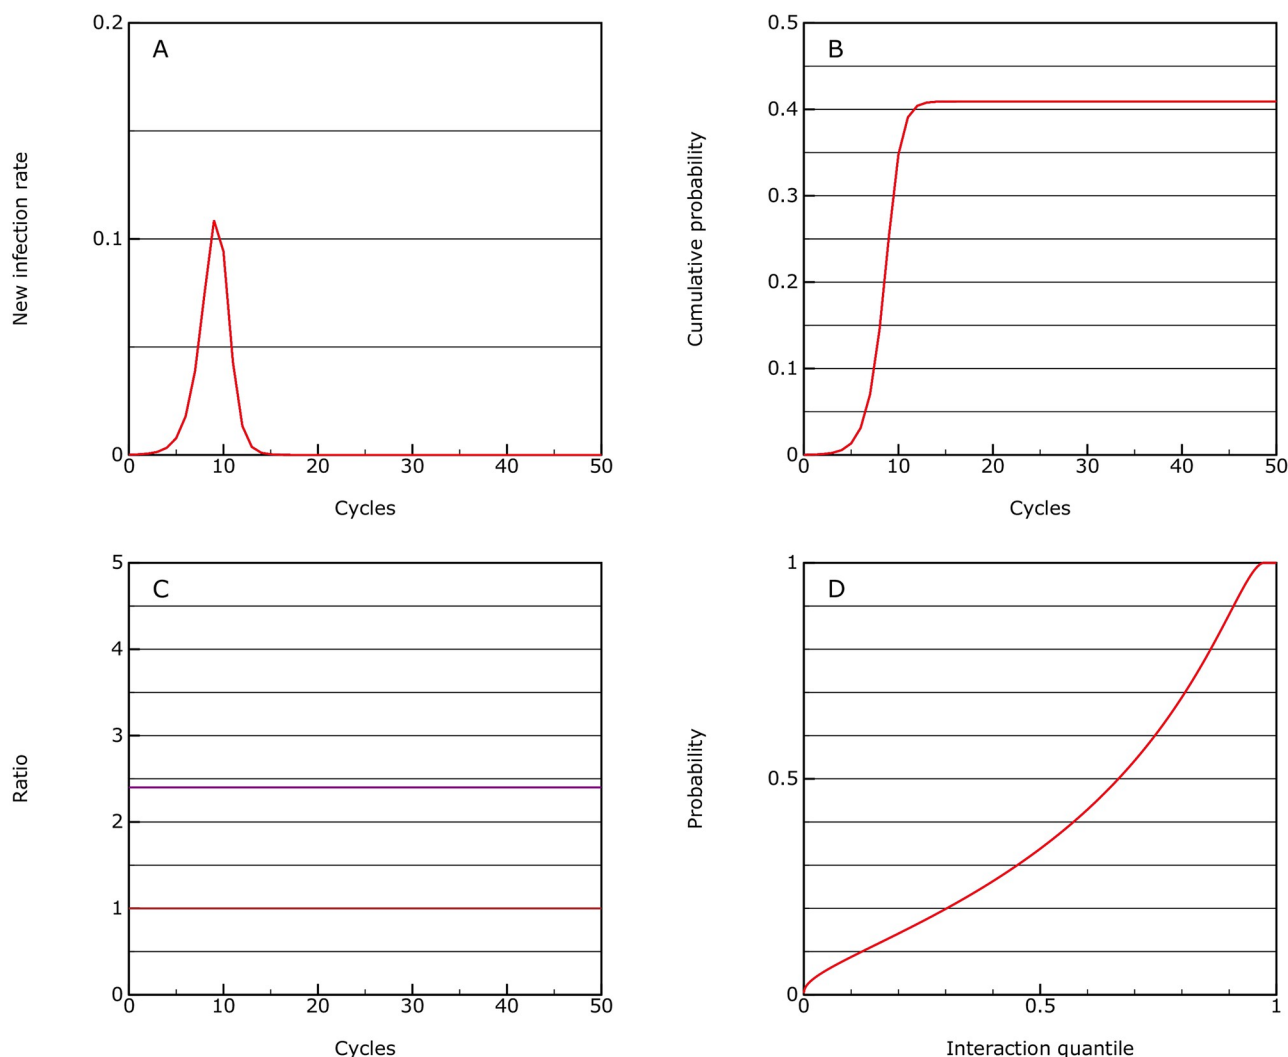 0.2
A
0.1
New infection rate
0
0 10 20 30 40 50
Cycles
0.5
B
0.4
0.3
Cumulative probability
0.2
0.1
0
0 10 20 30 40 50
Cycles
5
C
4
3
Ratio
2
1
0
0 10 20 30 40 50
Cycles
1
D
Probability
0.5
0
0 0.5 1
Interaction quantile